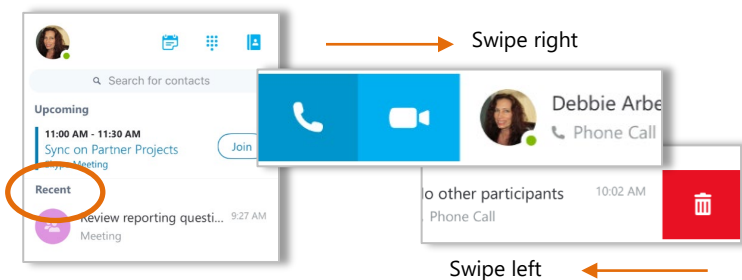 Swipe right
Search for contacts
Upcoming
11:00 AM - 11:30 AM
Sync on Partner Projects
Join
Meeting
Recent
Review reporting questi... 9:27 AM
Meeting
Debbie Arbe
Phone Call
o other participants 10:02 AM
Phone Call
Swipe left